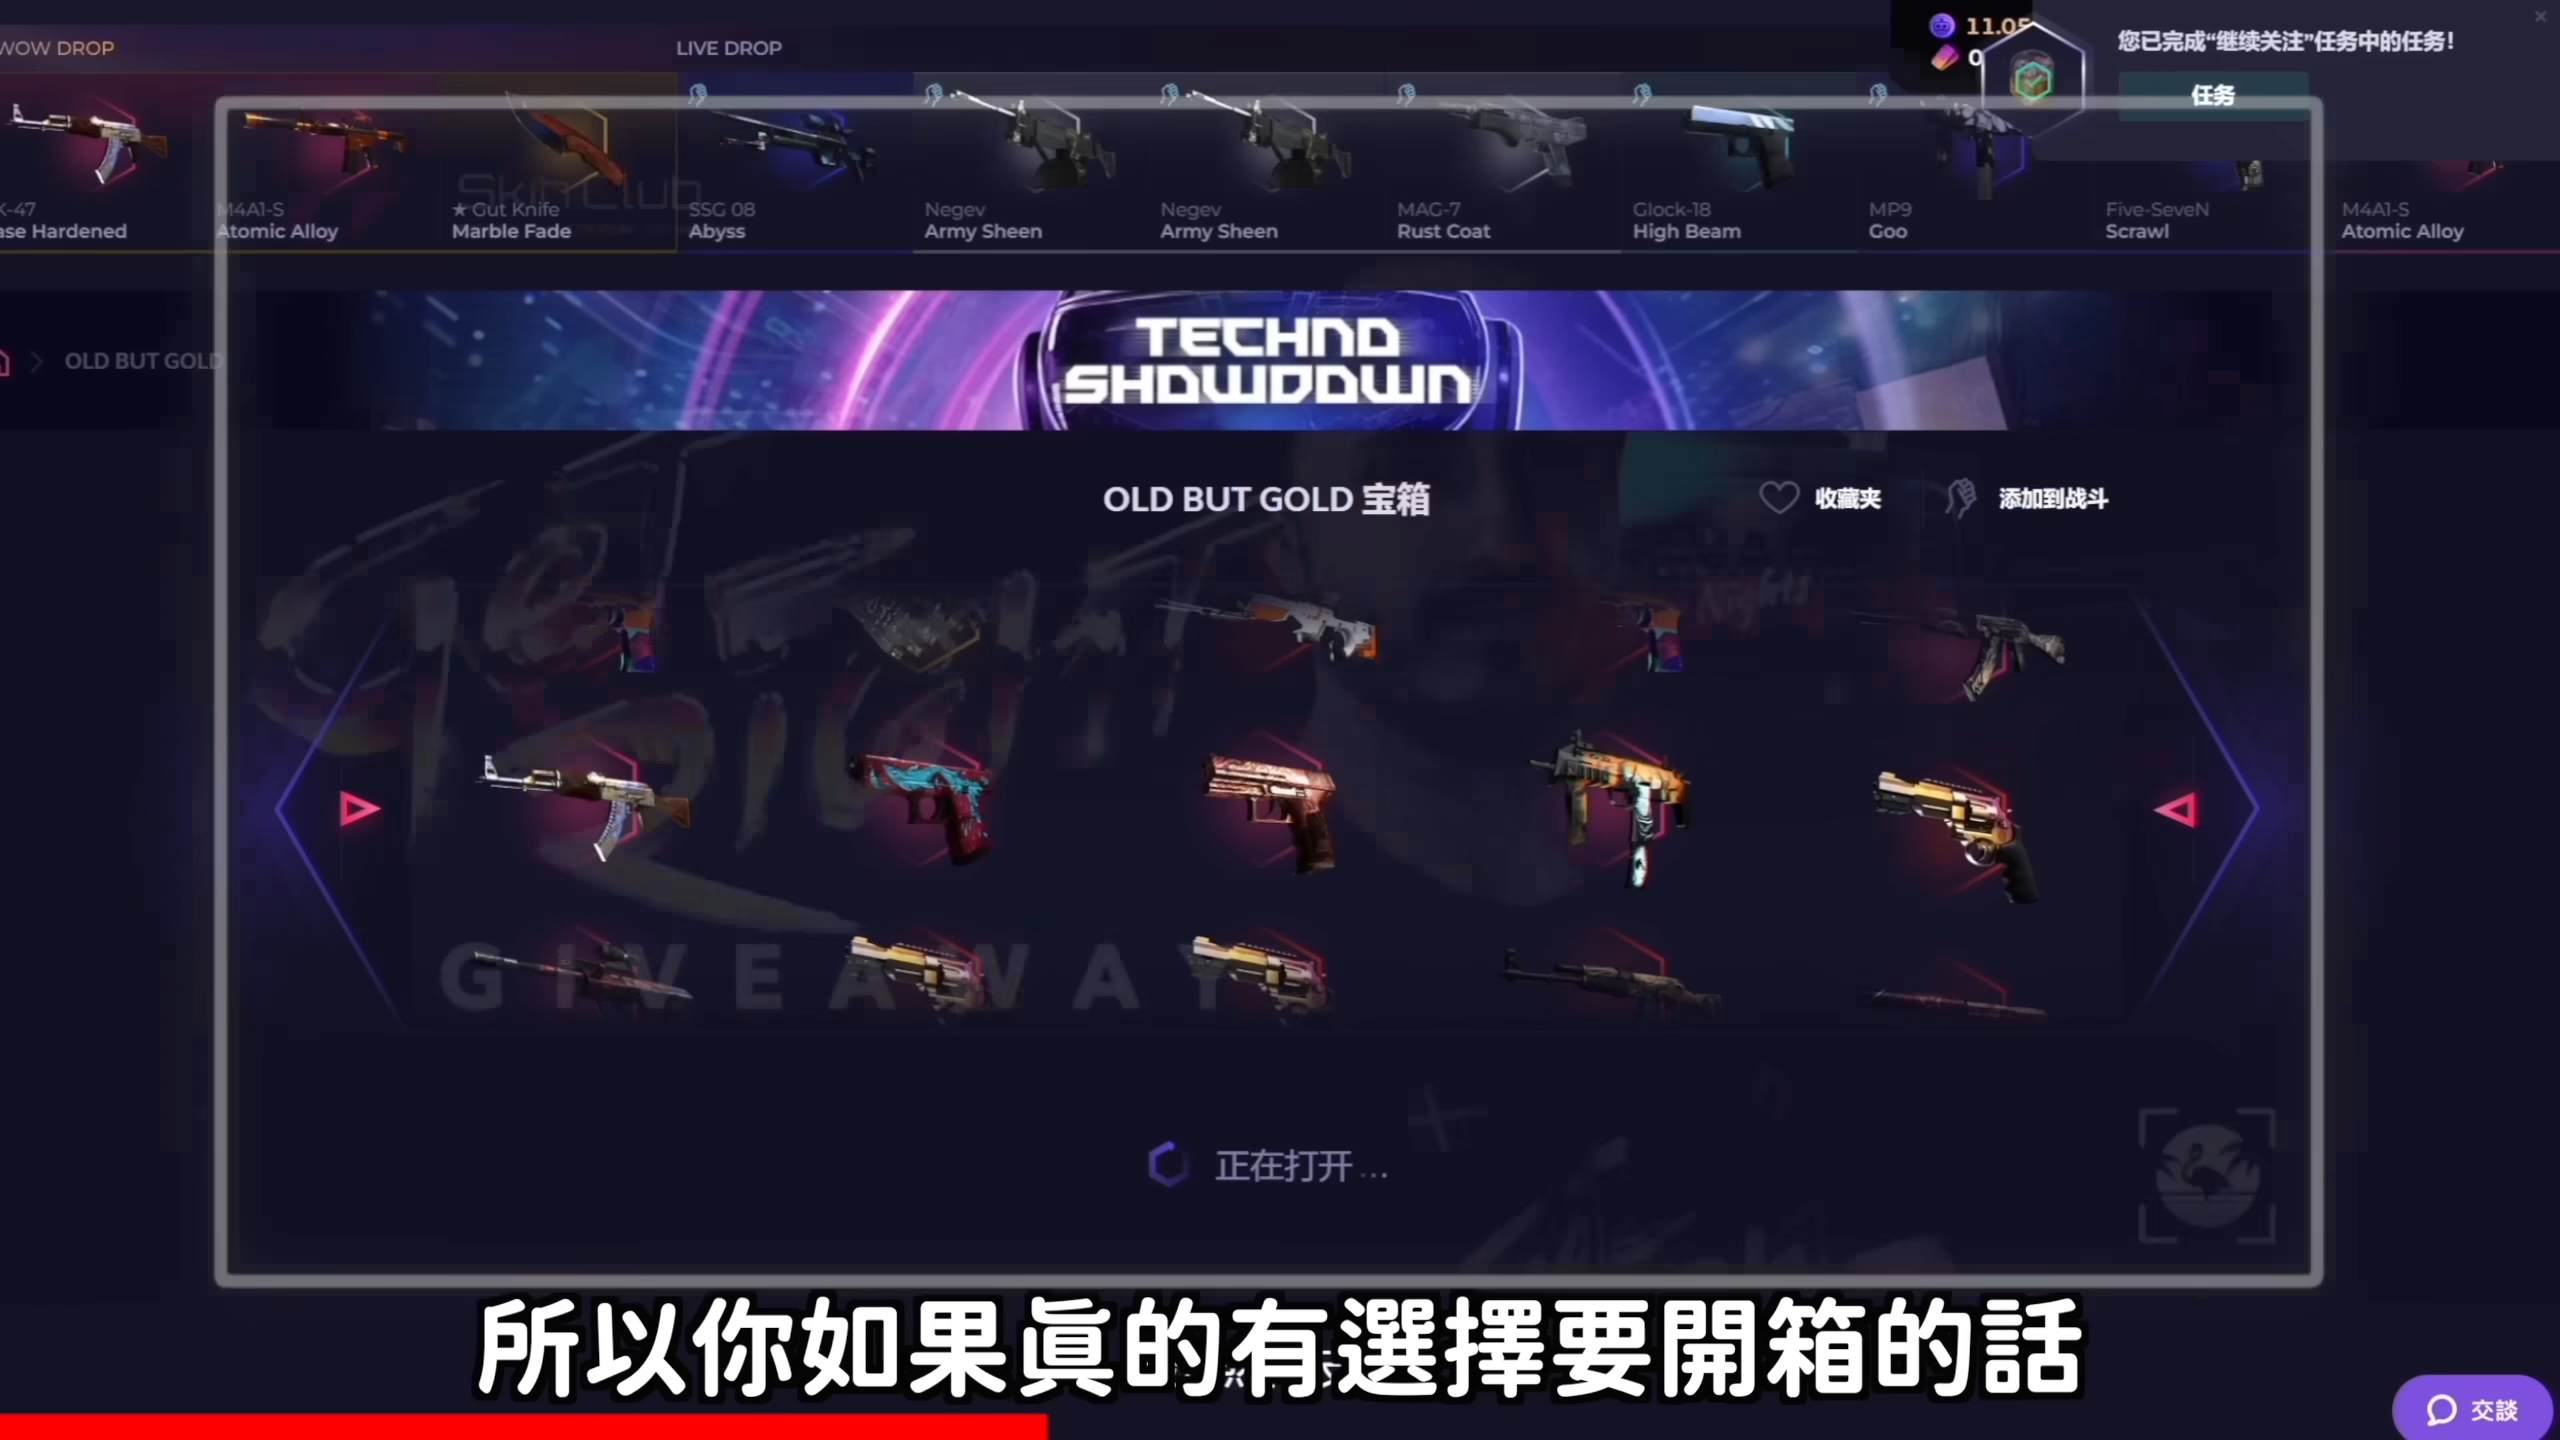 WOW DROP
LIVE DROP
11.05
0
您已完成“继续关注”任务中的任务！
任务
K-47
ase Hardened
M4A1-S
Atomic Alloy
★ Gut Knife
Marble Fade
SSG 08
Abyss
Negev
Army Sheen
Negev
Army Sheen
MAG-7
Rust Coat
Glock-18
High Beam
MP9
Goo
Five-SeveN
Scrawl
M4A1-S
Atomic Alloy
SkinClub
OLD BUT GOLD
TECHNO
SHOWDOWN
OLD BUT GOLD 宝箱
收藏夹
添加到战斗
Nights
GIVEAWAY
正在打开...
所以你如果真的有選擇要開箱的話
交談